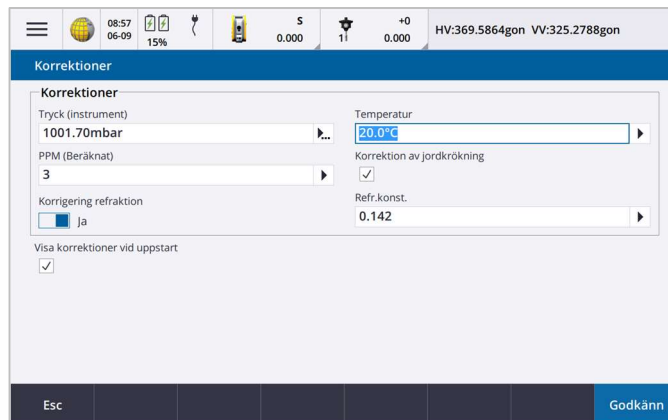 08:57
06-09
15%
S
0.000
1
+0
0.000
HV:369.5864gon VV:325.2788gon
Korrektioner
Korrektioner
Tryck (instrument)
1001.70mbar
...
Temperatur
20.0°C
PPM (Beräknat)
3
Korrektion av jordkrökning
Korrigering refraktion
Ja
Refr.konst.
0.142
Visa korrektioner vid uppstart
Esc
Godkänn